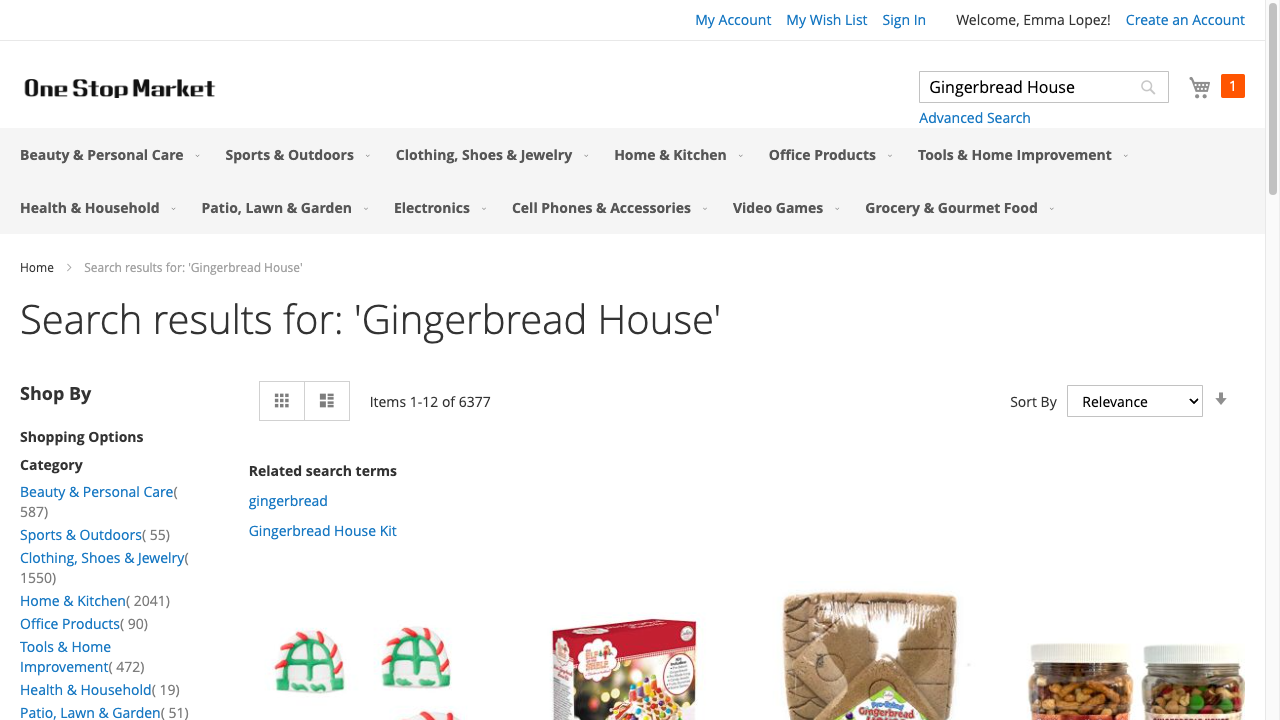 My Account My Wish List Sign In Welcome, Emma Lopez! Create an Account
One Stop Market
Gingerbread House
1
Advanced Search
Beauty & Personal Care Sports & Outdoors Clothing, Shoes & Jewelry Home & Kitchen Office Products Tools & Home Improvement
Health & Household Patio, Lawn & Garden Electronics Cell Phones & Accessories Video Games Grocery & Gourmet Food
Home Search results for: 'Gingerbread House'
Search results for: 'Gingerbread House'
Shop By
Items 1-12 of 6377
Sort By Relevance
Shopping Options
Category
Beauty & Personal Care( 587)
Sports & Outdoors( 55)
Clothing, Shoes & Jewelry( 1550)
Home & Kitchen( 2041)
Office Products( 90)
Tools & Home Improvement( 472)
Health & Household( 19)
Patio, Lawn & Garden( 51)
Related search terms
gingerbread
Gingerbread House Kit
Gingerbread